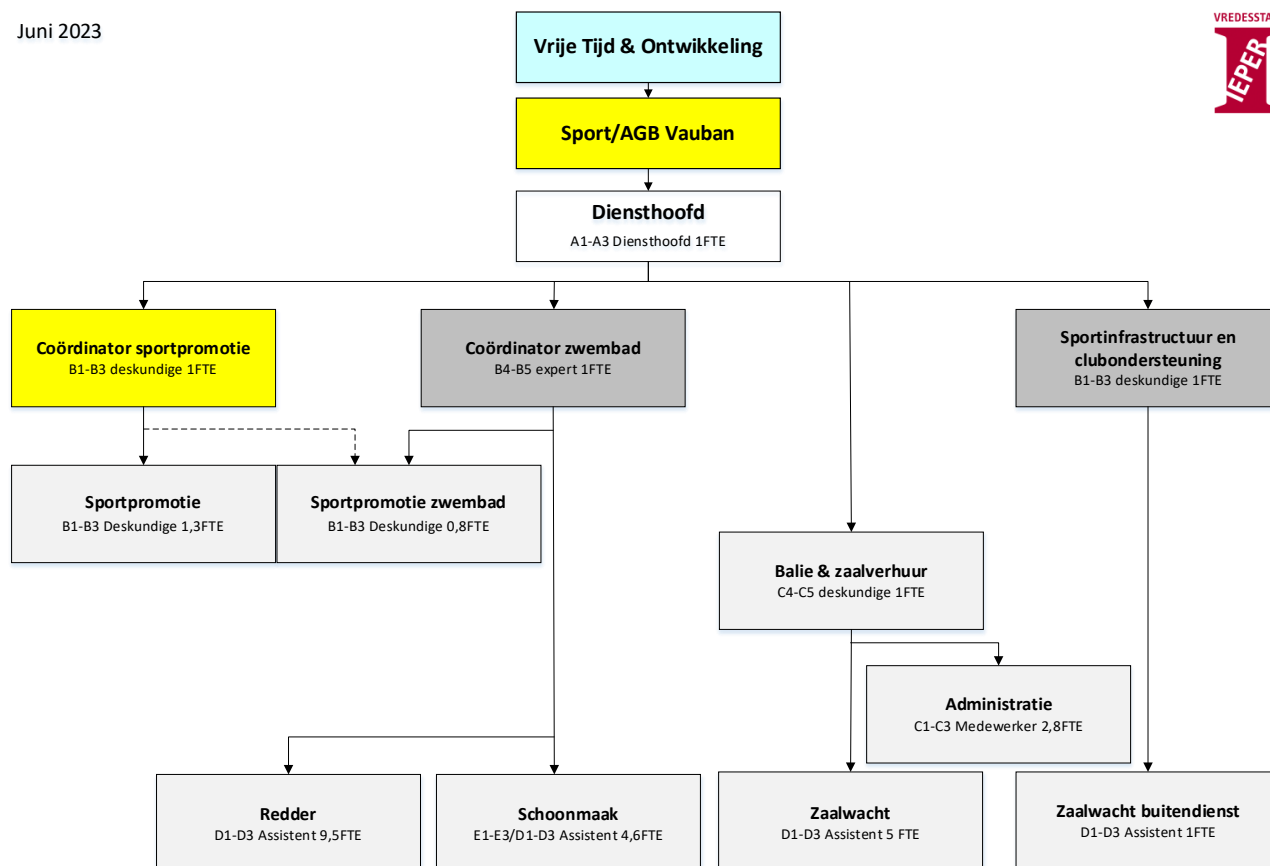 Juni 2023
VREDESSTA
IEPER
Vrije Tijd & Ontwikkeling
Sport/AGB Vauban
Diensthoofd
A1-A3 Diensthoofd 1FTE
Coördinator sportpromotie
B1-B3 deskundige 1FTE
Coördinator zwembad
B4-B5 expert 1FTE
Sportinfrastructuur en
clubondersteuning
B1-B3 deskundige 1FTE
Sportpromotie
B1-B3 Deskundige 1,3FTE
Sportpromotie zwembad
B1-B3 Deskundige 0,8FTE
Balie & zaalverhuur
C4-C5 deskundige 1FTE
Administratie
C1-C3 Medewerker 2,8FTE
Redder
D1-D3 Assistent 9,5FTE
Schoonmaak
E1-E3/D1-D3 Assistent 4,6FTE
Zaalwacht
D1-D3 Assistent 5 FTE
Zaalwacht buitendienst
D1-D3 Assistent 1FTE